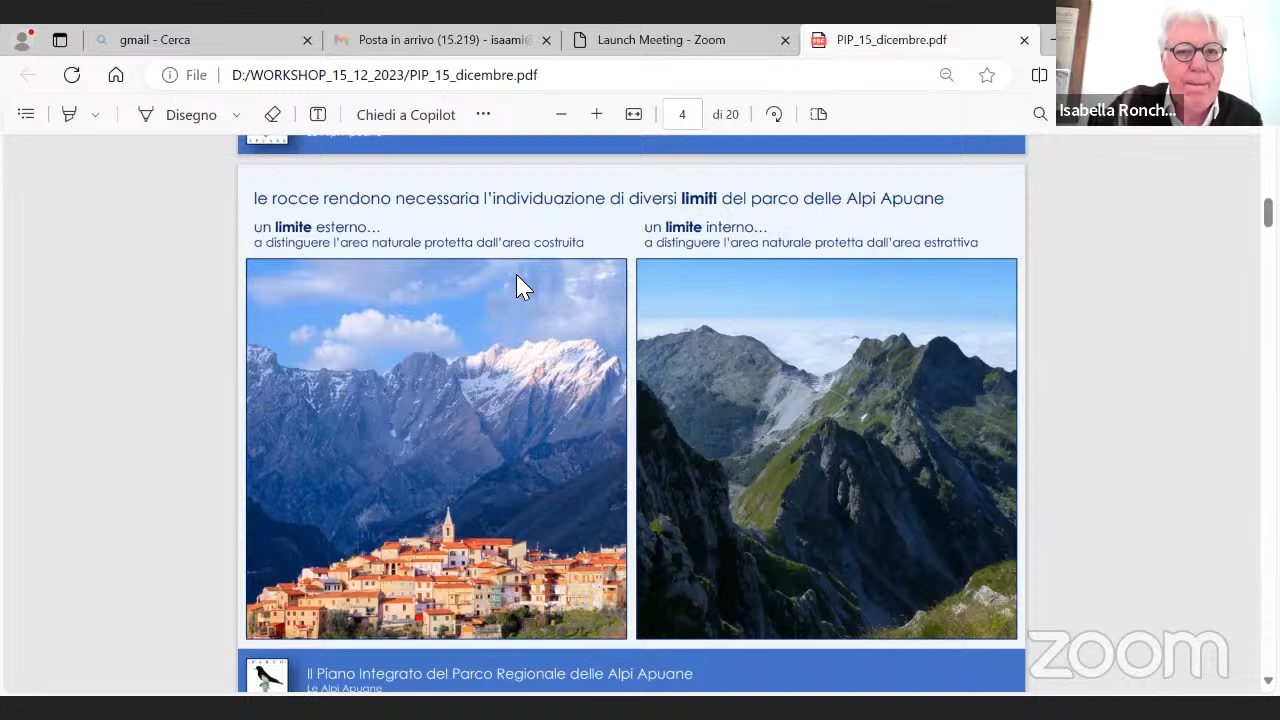 gmail - Cerca
Posta in arrivo (15.219) - isaami@
Launch Meeting - Zoom
PIP_15_dicembre.pdf
File
D:/WORKSHOP_15_12_2023/PIP_15_dicembre.pdf
Disegno
Chiedi a Copilot
4
di 20
Isabella Ronch...
APUANE
le rocce rendono necessaria l'individuazione di diversi limiti del parco delle Alpi Apuane
un limite esterno...
a distinguere l'area naturale protetta dall'area costruita
un limite interno...
a distinguere l'area naturale protetta dall'area estrattiva
PARCO
Il Piano Integrato del Parco Regionale delle Alpi Apuane
Le Alpi Apuane
zoom